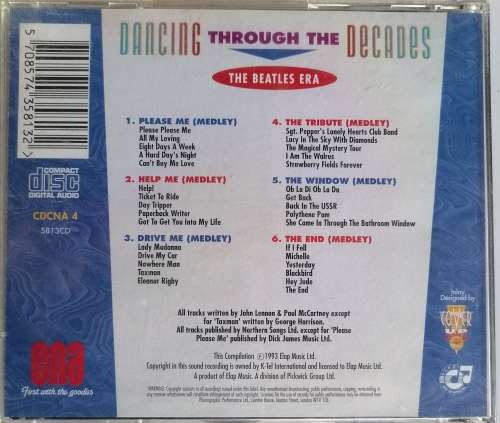 DANCING THROUGH THE DECADES
THE BEATLES ERA
5 708574 358132 >
COMPACT
disc
DIGITAL AUDIO
CDCNA 4
5813CD
1. PLEASE ME (MEDLEY)
Please Please Me
All My Loving
Eight Days A Week
A Hard Day's Night
Can't Buy Me Love
2. HELP ME (MEDLEY)
Help!
Ticket To Ride
Day Tripper
Paperback Writer
Got To Get You Into My Life
3. DRIVE ME (MEDLEY)
Lady Madonna
Drive My Car
Nowhere Man
Taxman
Eleanor Rigby
4. THE TRIBUTE (MEDLEY)
Sgt. Pepper's Lonely Hearts Club Band
Lucy In The Sky With Diamonds
The Magical Mystery Tour
I Am The Walrus
Strawberry Fields Forever
5. THE WINDOW (MEDLEY)
Ob La Di Ob La Da
Get Back
Back In The USSR
Polythene Pam
She Came In Through The Bathroom Window
6. THE END (MEDLEY)
If I Fell
Michelle
Yesterday
Blackbird
Hey Jude
The End
All tracks written by John Lennon & Paul McCartney except
for 'Taxman' written by George Harrison.
All tracks published by Northern Songs Ltd. except for 'Please
Please Me' published by Dick James Music Ltd.
This Compilation ℗1993 Elap Music Ltd.
Copyright in this sound recording is owned by K-Tel International and licensed to Elap Music Ltd.
A product of Elap Music. A division of Pickwick Group Ltd.
First with the goodies
Inlay
Designed by